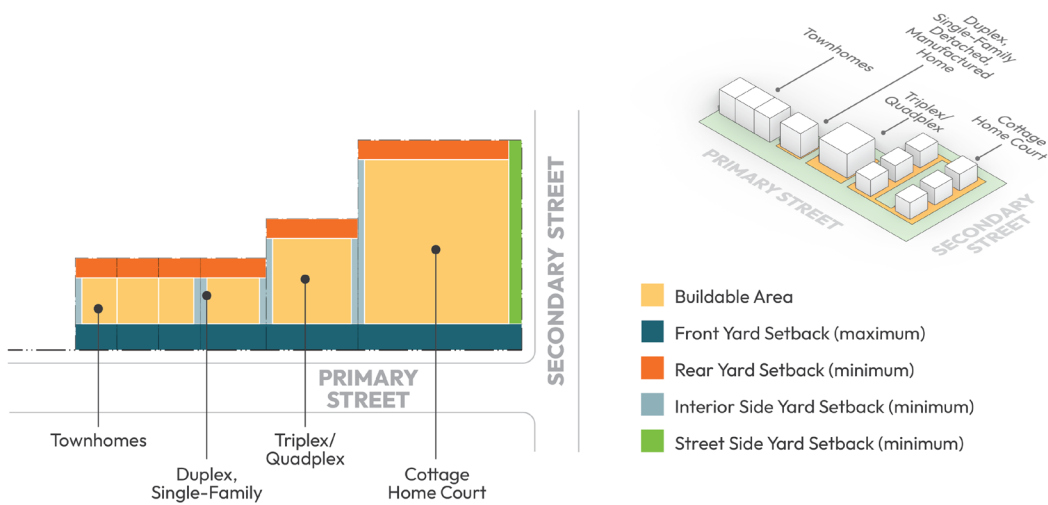 Townhomes
Duplex,
Single-Family
Detached,
Manufactured
Home
Triplex/
Quadplex
Cottage
Home Court
PRIMARY STREET
SECONDARY
STREET
SECONDARY STREET
PRIMARY
STREET
Townhomes
Duplex,
Single-Family
Triplex/
Quadplex
Cottage
Home Court
Buildable Area
Front Yard Setback (maximum)
Rear Yard Setback (minimum)
Interior Side Yard Setback (minimum)
Street Side Yard Setback (minimum)